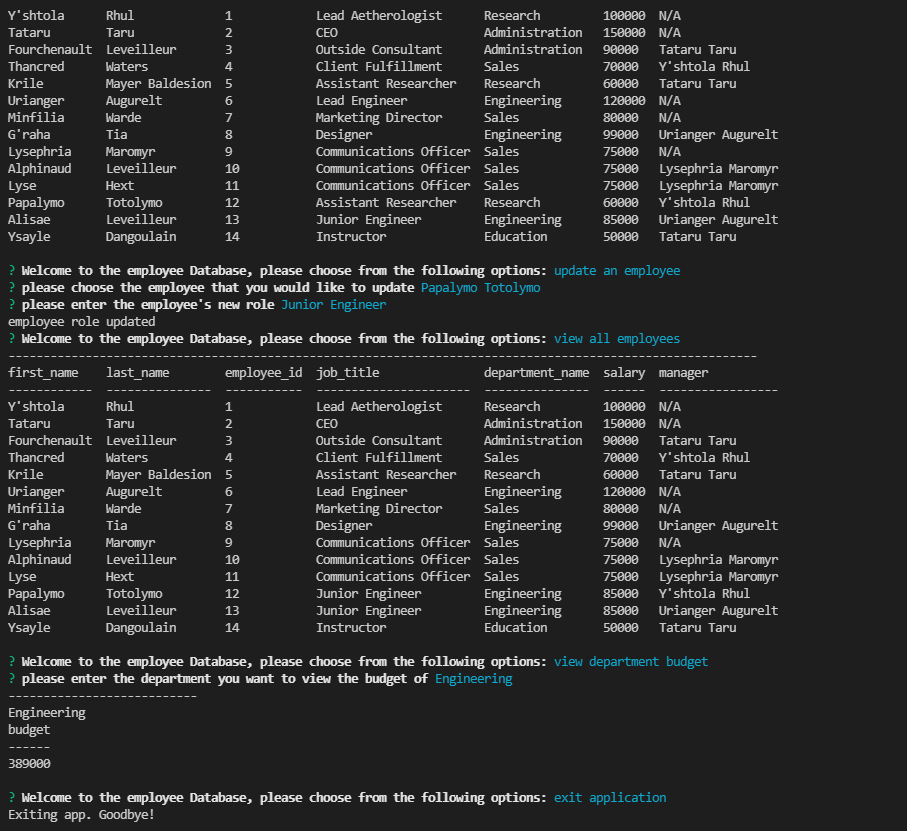 Y'shtola      Rhul             1            Lead Aetherologist      Research         100000  N/A
Tataru        Taru             2            CEO                     Administration   150000  N/A
Fourchenault  Leveilleur       3            Outside Consultant      Administration   90000   Tataru Taru
Thancred      Waters           4            Client Fulfillment      Sales            70000   Y'shtola Rhul
Krile         Mayer Baldesion  5            Assistant Researcher    Research         60000   Tataru Taru
Urianger      Augurelt         6            Lead Engineer           Engineering      120000  N/A
Minfilia      Warde            7            Marketing Director      Sales            80000   N/A
G'raha        Tia              8            Designer                Engineering      99000   Urianger Augurelt
Lysephria     Maromyr          9            Communications Officer  Sales            75000   N/A
Alphinaud     Leveilleur       10           Communications Officer  Sales            75000   Lysephria Maromyr
Lyse          Hext             11           Communications Officer  Sales            75000   Lysephria Maromyr
Papalymo      Totolymo         12           Assistant Researcher    Research         60000   Y'shtola Rhul
Alisae        Leveilleur       13           Junior Engineer         Engineering      85000   Urianger Augurelt
Ysayle        Dangoulain       14           Instructor              Education        50000   Tataru Taru
? Welcome to the employee Database, please choose from the following options: update an employee
? please choose the employee that you would like to update Papalymo Totolymo
? please enter the employee's new role Junior Engineer
employee role updated
? Welcome to the employee Database, please choose from the following options: view all employees
-----------------------------------------------------------------------------------------------------------
first_name    last_name        employee_id  job_title               department_name  salary  manager
------------  ---------------  -----------  ----------------------  ---------------  ------  -----------------
Y'shtola      Rhul             1            Lead Aetherologist      Research         100000  N/A
Tataru        Taru             2            CEO                     Administration   150000  N/A
Fourchenault  Leveilleur       3            Outside Consultant      Administration   90000   Tataru Taru
Thancred      Waters           4            Client Fulfillment      Sales            70000   Y'shtola Rhul
Krile         Mayer Baldesion  5            Assistant Researcher    Research         60000   Tataru Taru
Urianger      Augurelt         6            Lead Engineer           Engineering      120000  N/A
Minfilia      Warde            7            Marketing Director      Sales            80000   N/A
G'raha        Tia              8            Designer                Engineering      99000   Urianger Augurelt
Lysephria     Maromyr          9            Communications Officer  Sales            75000   N/A
Alphinaud     Leveilleur       10           Communications Officer  Sales            75000   Lysephria Maromyr
Lyse          Hext             11           Communications Officer  Sales            75000   Lysephria Maromyr
Papalymo      Totolymo         12           Junior Engineer         Engineering      85000   Y'shtola Rhul
Alisae        Leveilleur       13           Junior Engineer         Engineering      85000   Urianger Augurelt
Ysayle        Dangoulain       14           Instructor              Education        50000   Tataru Taru
? Welcome to the employee Database, please choose from the following options: view department budget
? please enter the department you want to view the budget of Engineering
---------------------------
Engineering
budget
------
389000
? Welcome to the employee Database, please choose from the following options: exit application
Exiting app. Goodbye!